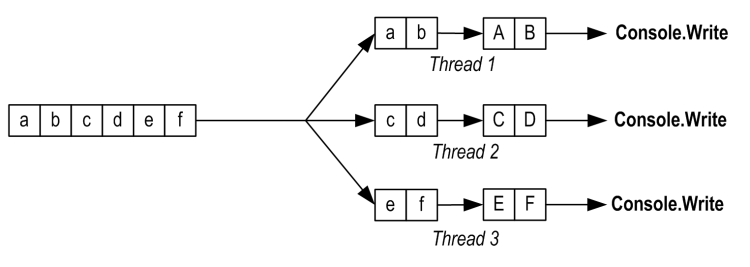 a b A B Console.Write
Thread 1
a b c d e f c d C D Console.Write
Thread 2
e f E F Console.Write
Thread 3